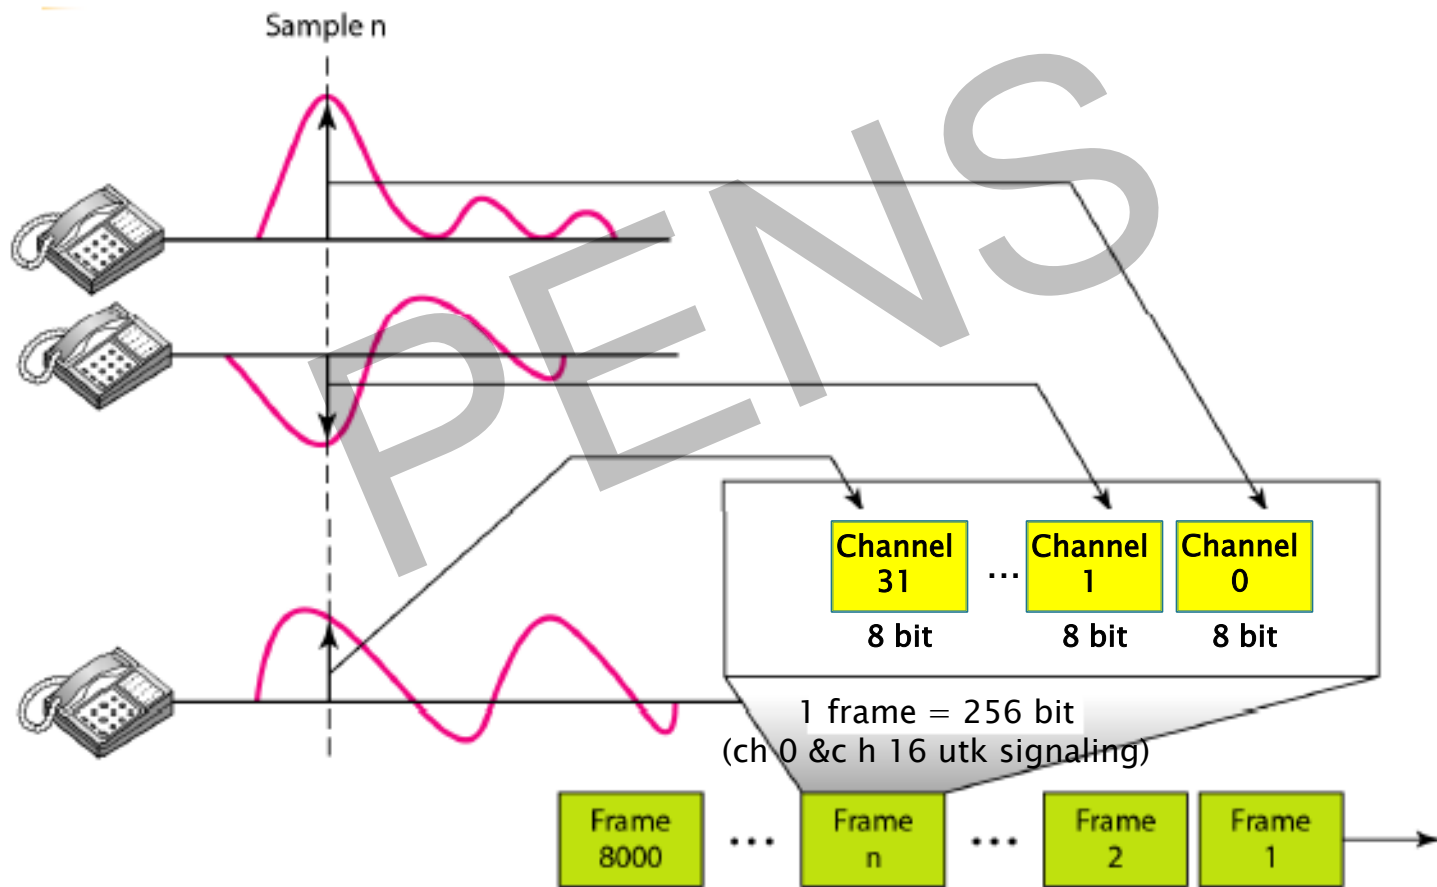 Sample n
PENS
Channel
31
...
Channel
1
Channel
0
8 bit
8 bit
8 bit
1 frame = 256 bit
(ch 0 &c h 16 utk signaling)
Frame
8000
...
Frame
n
...
Frame
2
Frame
1